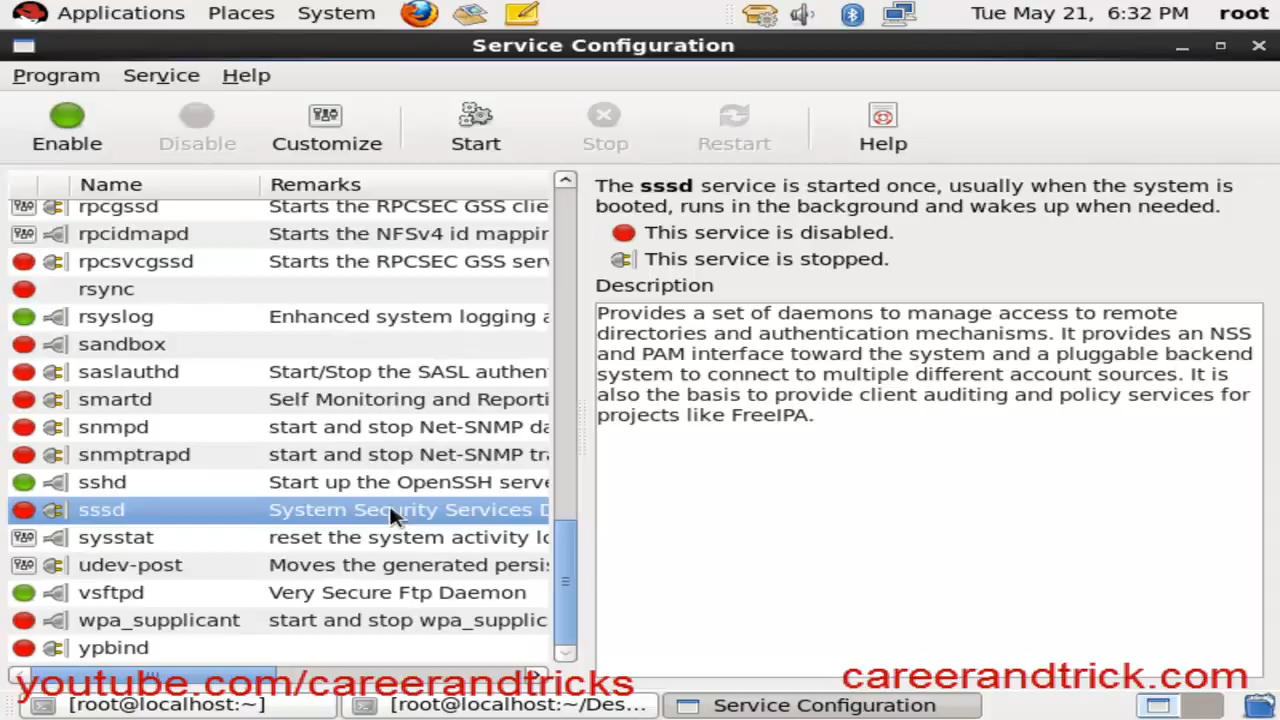 Applications Places System Tue May 21, 6:32 PM root
Service Configuration
Program Service Help
Enable Disable Customize Start Stop Restart Help
Name Remarks
rpcgssd Starts the RPCSEC GSS clie
rpcidmapd Starts the NFSv4 id mappin
rpcsvcgssd Starts the RPCSEC GSS serv
rsync
rsyslog Enhanced system logging a
sandbox
saslauthd Start/Stop the SASL authen
smartd Self Monitoring and Reporti
snmpd start and stop Net-SNMP da
snmptrapd start and stop Net-SNMP tra
sshd Start up the OpenSSH serve
sssd System Security Services D
sysstat reset the system activity lo
udev-post Moves the generated persis
vsftpd Very Secure Ftp Daemon
wpa_supplicant start and stop wpa_supplic
ypbind
The sssd service is started once, usually when the system is
booted, runs in the background and wakes up when needed.
This service is disabled.
This service is stopped.
Description
Provides a set of daemons to manage access to remote
directories and authentication mechanisms. It provides an NSS
and PAM interface toward the system and a pluggable backend
system to connect to multiple different account sources. It is
also the basis to provide client auditing and policy services for
projects like FreeIPA.
youtube.com/careerandtricks
careerandtrick.com
[root@localhost:~] [root@localhost:~/Des... Service Configuration